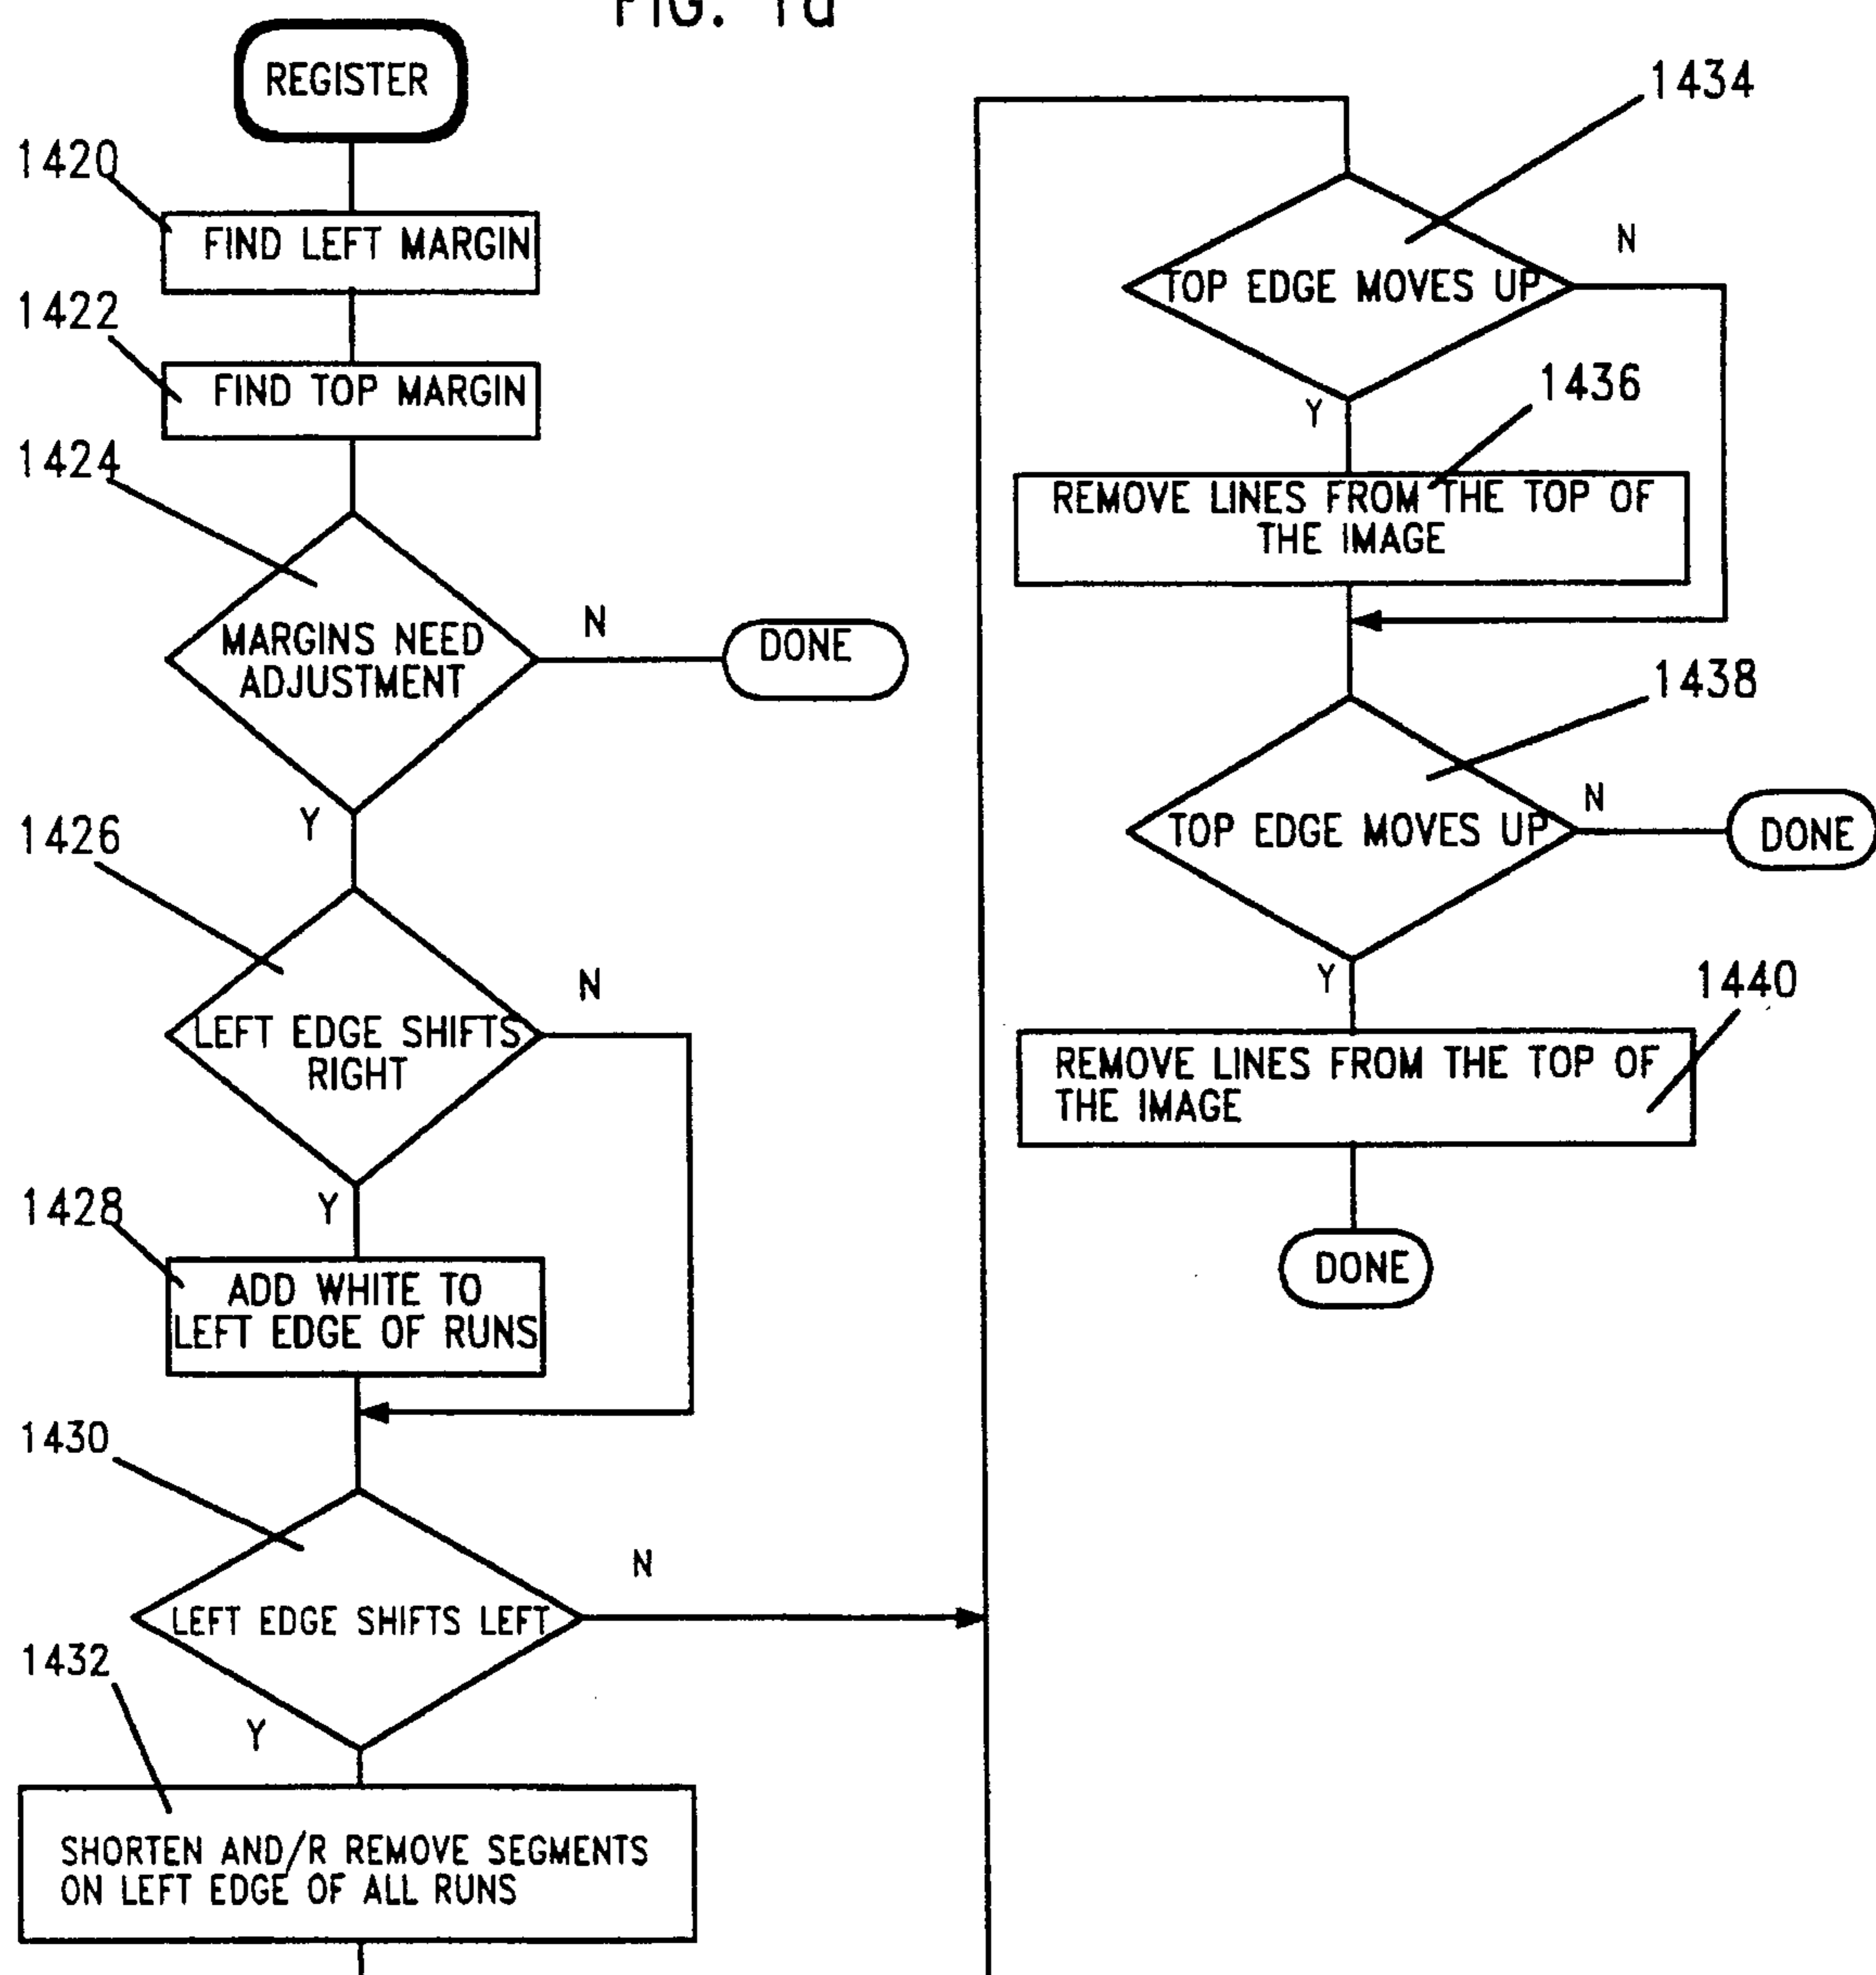 FIG. 1d
REGISTER
1420
FIND LEFT MARGIN
1422
FIND TOP MARGIN
1424
MARGINS NEED
ADJUSTMENT
N
DONE
Y
1426
LEFT EDGE SHIFTS
RIGHT
N
Y
1428
ADD WHITE TO
LEFT EDGE OF RUNS
1430
LEFT EDGE SHIFTS LEFT
N
1432
Y
SHORTEN AND/R REMOVE SEGMENTS
ON LEFT EDGE OF ALL RUNS
1434
TOP EDGE MOVES UP
N
Y
1436
REMOVE LINES FROM THE TOP OF
THE IMAGE
1438
TOP EDGE MOVES UP
N
DONE
Y
1440
REMOVE LINES FROM THE TOP OF
THE IMAGE
DONE